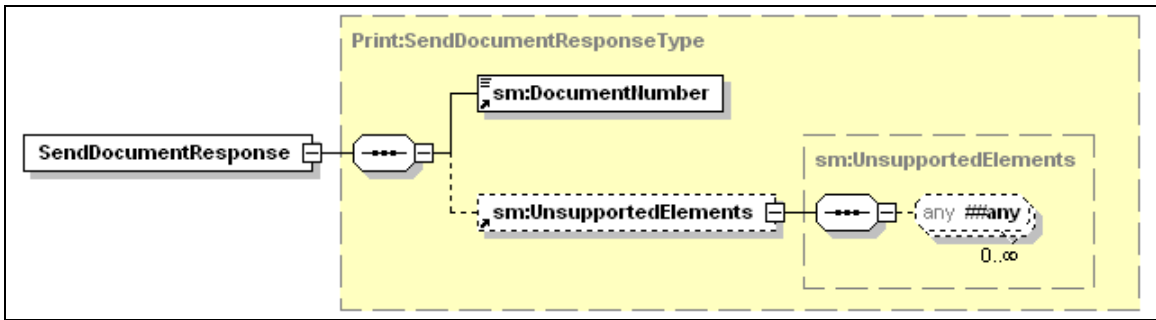 Print:SendDocumentResponseType
sm:DocumentNumber
SendDocumentResponse
sm:UnsupportedElements
sm:UnsupportedElements
any ##any
0..∞